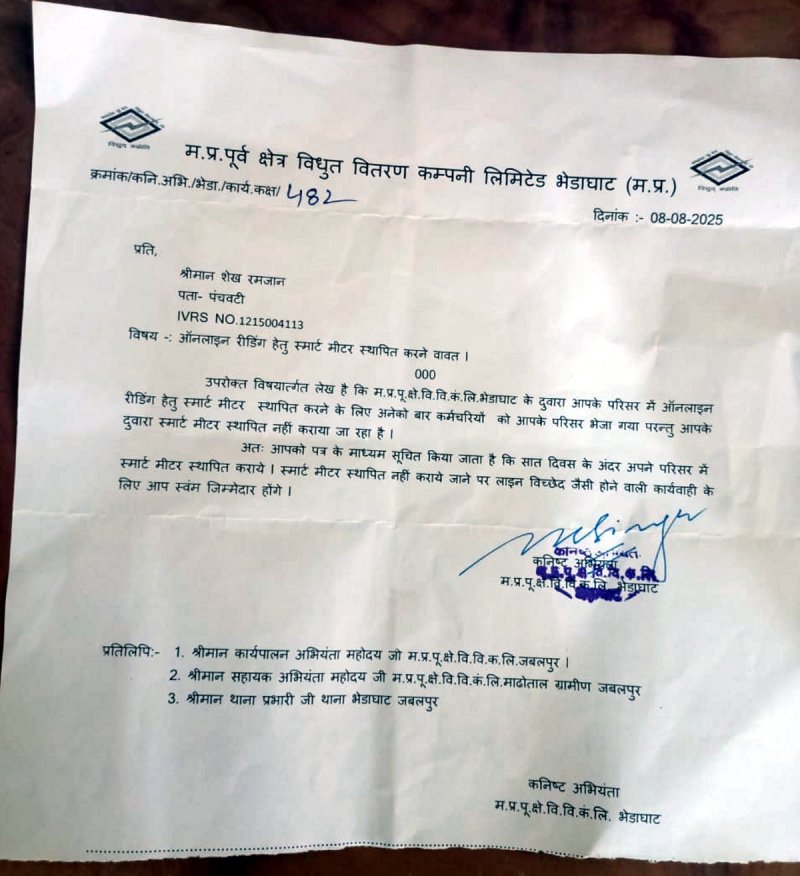 म.प्र.पूर्व क्षेत्र विधुत वितरण कम्पनी लिमिटेड भेडाघाट (म.प्र.)
क्रमांक/कनि.अभि./भेडा./कार्य.कक्ष/ 482
दिनांक :- 08-08-2025
प्रति,
श्रीमान शेख रमजान
पता- पंचवटी
IVRS NO.1215004113
विषय -: ऑनलाइन रीडिंग हेतु स्मार्ट मीटर स्थापित करने वावत ।
000
उपरोक्त विषयार्त्गत लेख है कि म.प्र.पू.क्षे.वि.वि.कं.लि.भेडाघाट के दुवारा आपके परिसर में ऑनलाइन
रीडिंग हेतु स्मार्ट मीटर स्थापित करने के लिए अनेको बार कर्मचरियों को आपके परिसर भेजा गया परन्तु आपके
दुवारा स्मार्ट मीटर स्थापित नहीं कराया जा रहा है ।
अतः आपको पत्र के माध्यम सूचित किया जाता है कि सात दिवस के अंदर अपने परिसर में
स्मार्ट मीटर स्थापित कराये । स्मार्ट मीटर स्थापित नहीं कराये जाने पर लाइन विच्छेद जैसी होने वाली कार्यवाही के
लिए आप स्वंम जिम्मेदार होंगे ।
कनिष्ट अभियंता
म.प्र.पू.क्षे.वि.वि.क.लि. भेडाघाट
प्रतिलिपि:- 1. श्रीमान कार्यपालन अभियंता महोदय जो म.प्र.पू.क्षे.वि.वि.क.लि.जबलपुर ।
2. श्रीमान सहायक अभियंता महोदय जी म.प्र.पू.क्षे.वि.वि.कं.लि.माढोताल ग्रामीण जबलपुर
3. श्रीमान थाना प्रभारी जी थाना भेडाघाट जबलपुर
कनिष्ट अभियंता
म.प्र.पू.क्षे.वि.वि.कं.लि. भेडाघाट